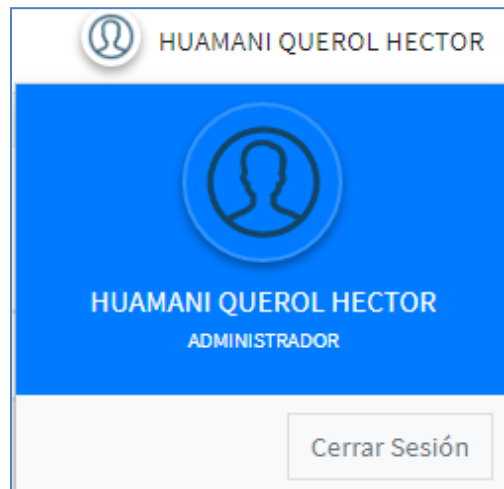 HUAMANI QUEROL HECTOR
HUAMANI QUEROL HECTOR
ADMINISTRADOR
Cerrar Sesión